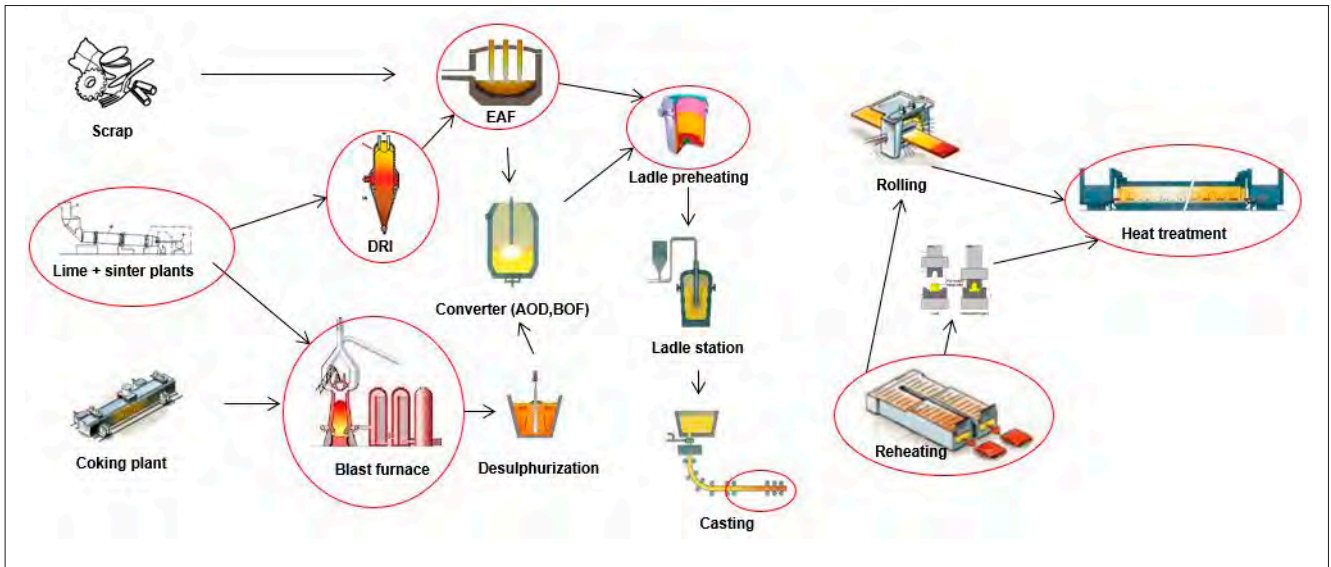 Scrap
EAF
Ladle preheating
Rolling
Lime + sinter plants
DRI
Heat treatment
Converter (AOD,BOF)
Ladle station
Coking plant
Blast furnace
Desulphurization
Reheating
Casting